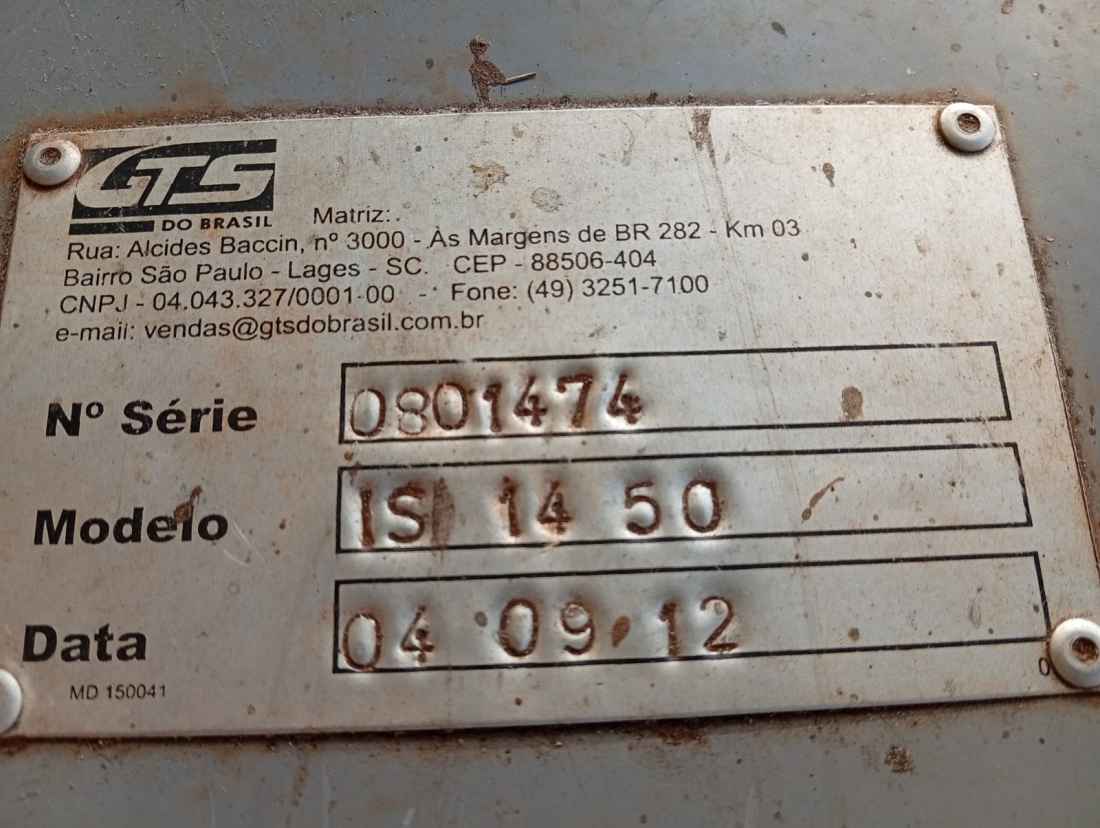 GTS
DO BRASIL
Matriz:.
Rua: Alcides Baccin, nº 3000 - Às Margens de BR 282 - Km 03
Bairro São Paulo - Lages - SC. CEP - 88506-404
CNPJ - 04.043.327/0001-00 - Fone: (49) 3251-7100
e-mail: vendas@gtsdobrasil.com.br
Nº Série 0801474
Modelo IS 14 50
Data 04 09 12
MD 150041
0